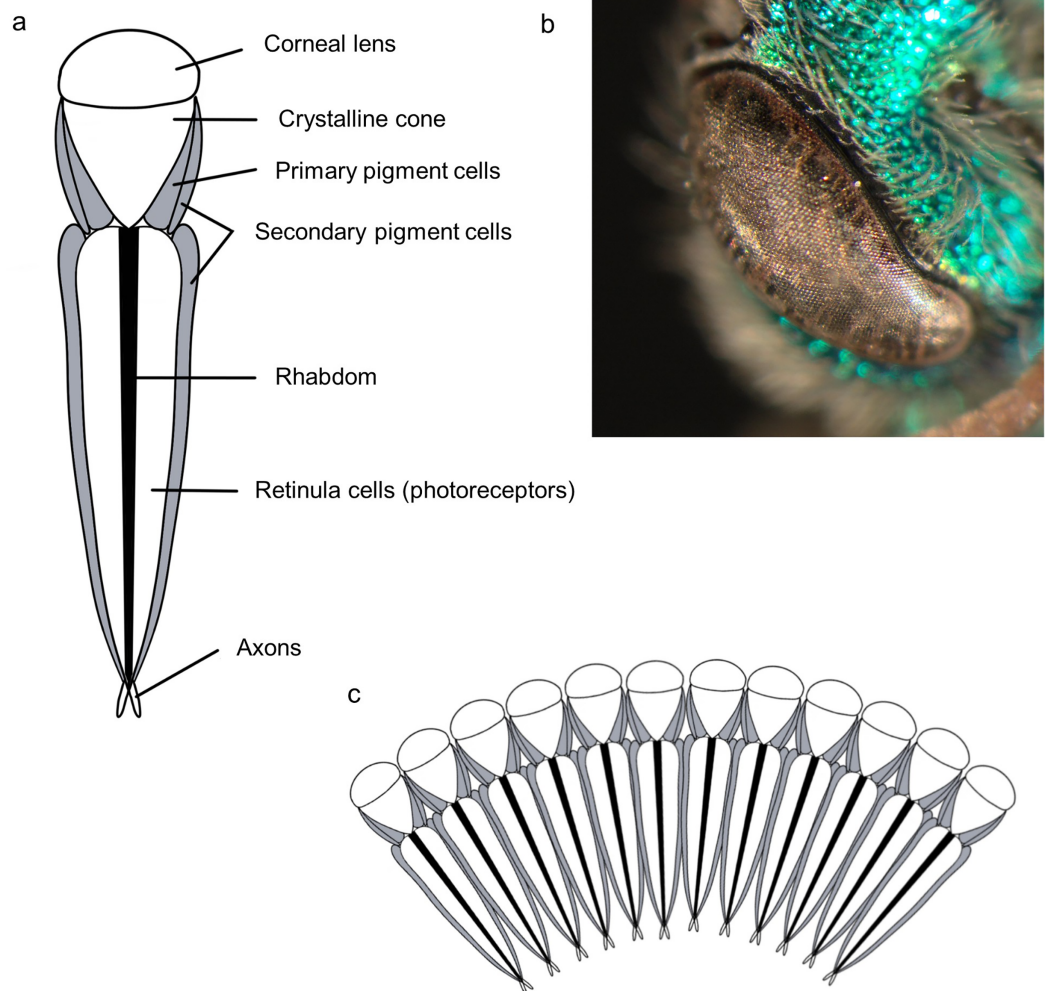 a
Corneal lens
Crystalline cone
Primary pigment cells
Secondary pigment cells
Rhabdom
Retinula cells (photoreceptors)
Axons
b
c